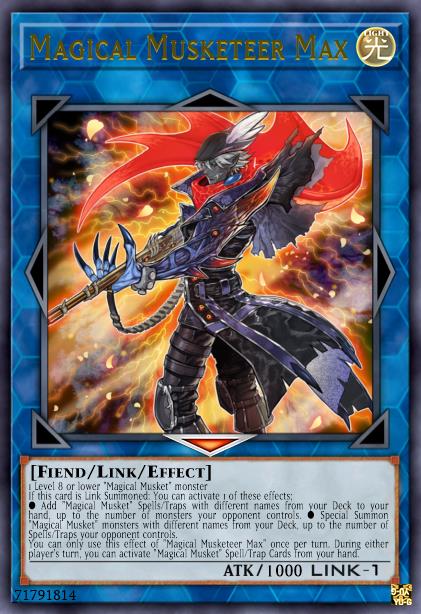 Magical Musketeer Max
LIGHT
光
[Fiend/Link/Effect]
1 Level 8 or lower "Magical Musket" monster
If this card is Link Summoned: You can activate 1 of these effects;
● Add "Magical Musket" Spells/Traps with different names from your Deck to your
hand, up to the number of monsters your opponent controls. ● Special Summon
"Magical Musket" monsters with different names from your Deck, up to the number of
Spells/Traps your opponent controls.
You can only use this effect of "Magical Musketeer Max" once per turn. During either
player's turn, you can activate "Magical Musket" Spell/Trap Cards from your hand.
ATK/1000 LINK-1
71791814